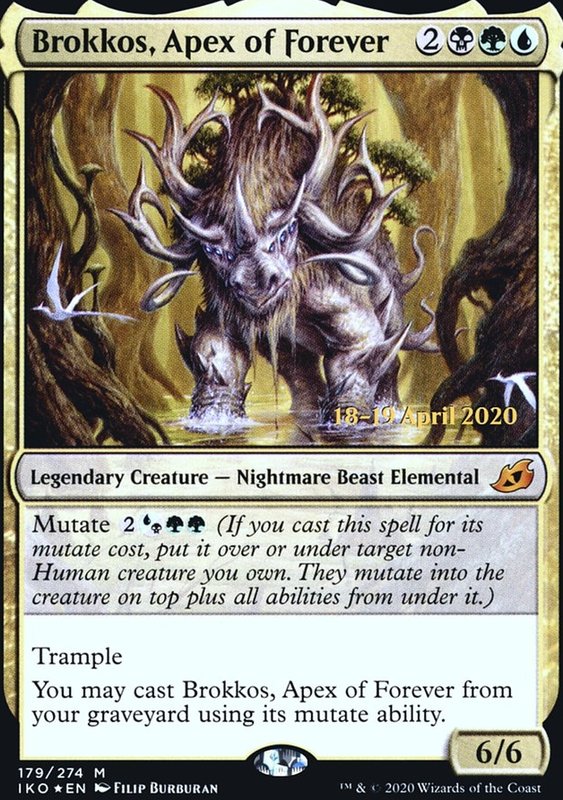 Brokkos, Apex of Forever 2
18–19 April 2020
Legendary Creature — Nightmare Beast Elemental
Mutate 2 (If you cast this spell for its
mutate cost, put it over or under target non-
Human creature you own. They mutate into the
creature on top plus all abilities from under it.)
Trample
You may cast Brokkos, Apex of Forever from
your graveyard using its mutate ability.
6/6
179/274 M
IKO ★ EN Filip Burburan
™ & © 2020 Wizards of the Coast